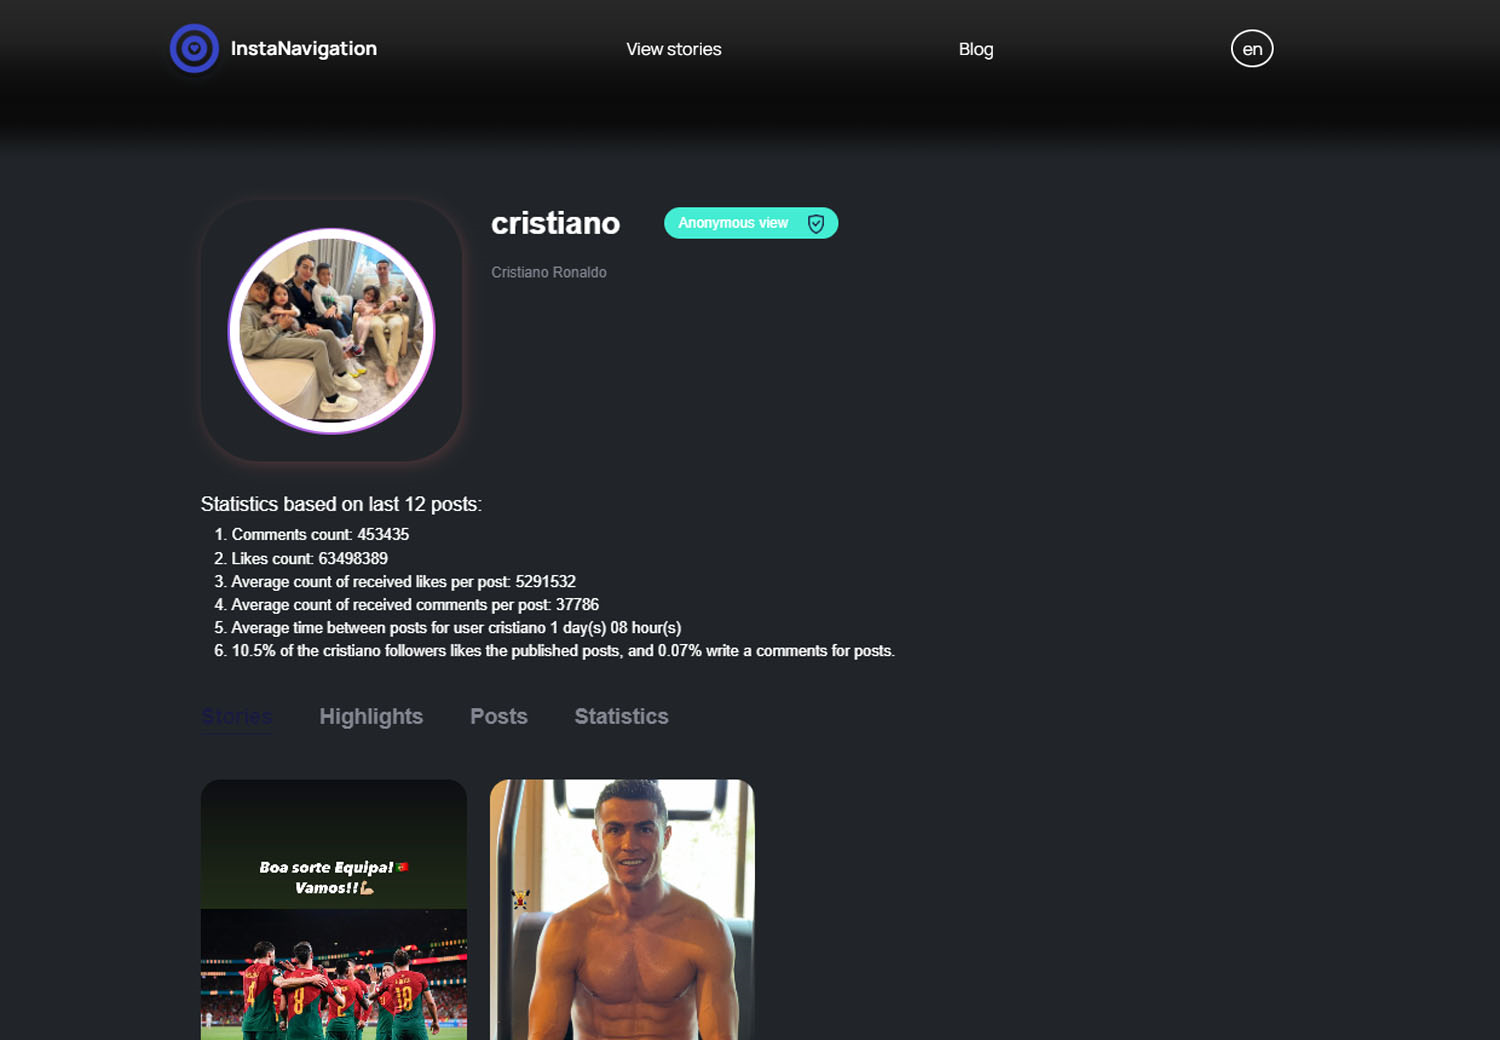 InstaNavigation
View stories
Blog
en
cristiano
Anonymous view
Cristiano Ronaldo
Statistics based on last 12 posts:
1. Comments count: 453435
2. Likes count: 63498389
3. Average count of received likes per post: 5291532
4. Average count of received comments per post: 37786
5. Average time between posts for user cristiano 1 day(s) 08 hour(s)
6. 10.5% of the cristiano followers likes the published posts, and 0.07% write a comments for posts.
Stories
Highlights
Posts
Statistics
Boa sorte Equipa!🇵🇹
Vamos!!💪🏼
4
8
2
18